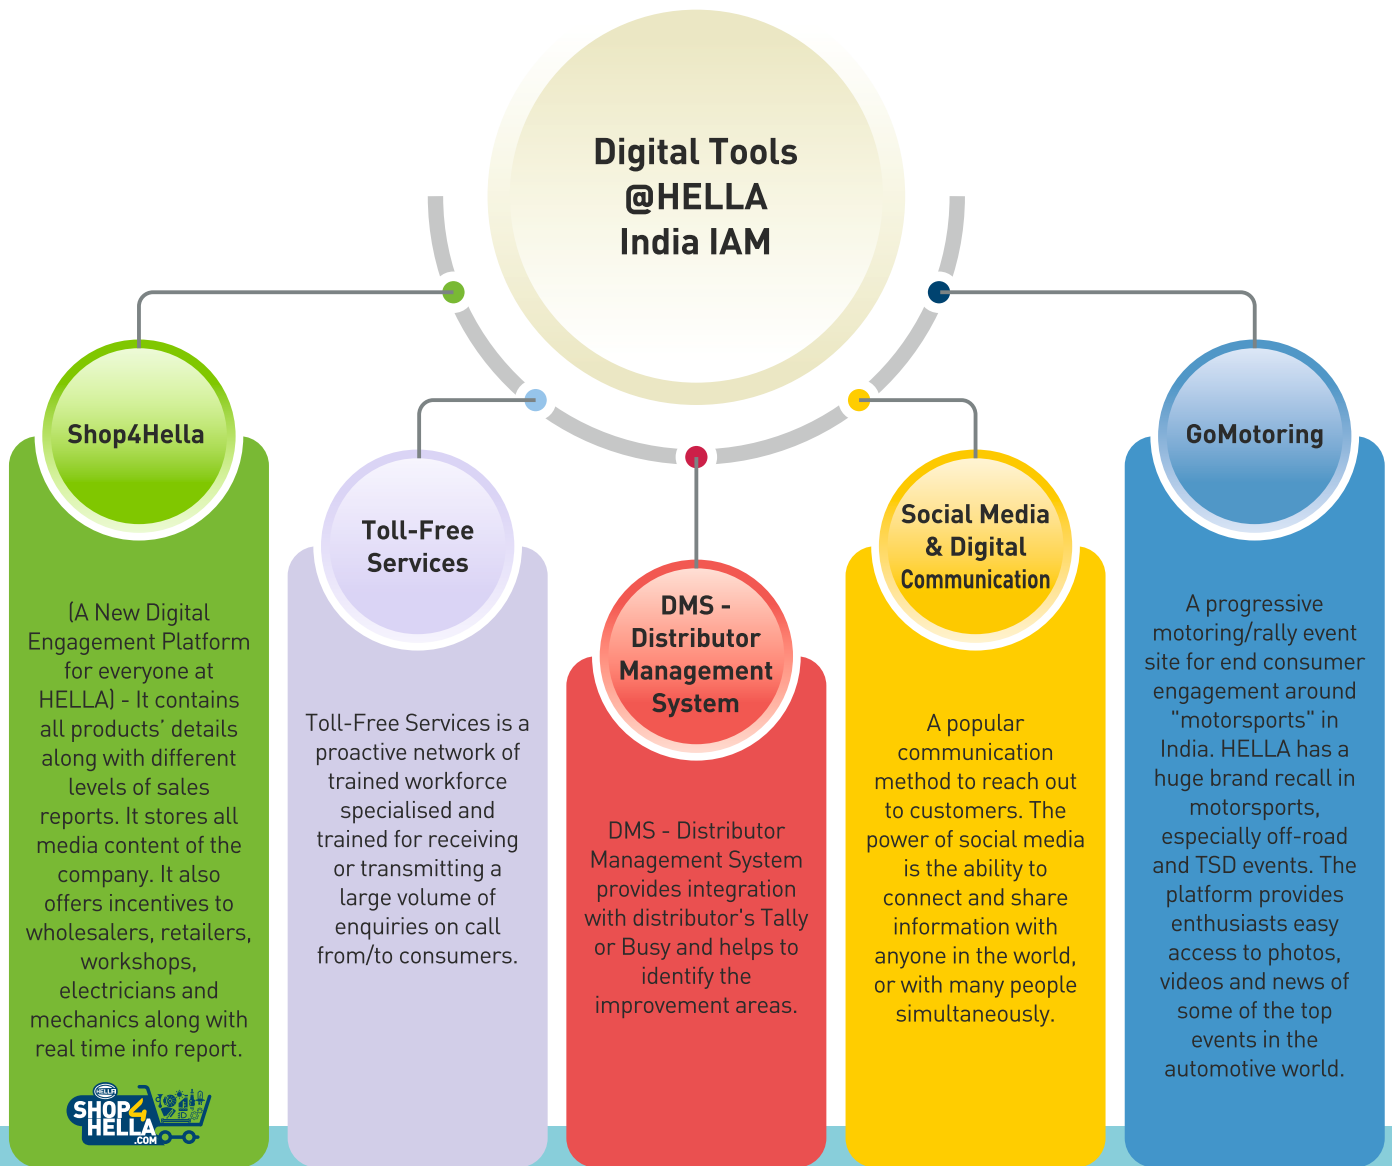 Digital Tools
@HELLA
India IAM
Shop4Hella
(A New Digital
Engagement Platform
for everyone at
HELLA) - It contains
all products’ details
along with different
levels of sales
reports. It stores all
media content of the
company. It also
offers incentives to
wholesalers, retailers,
workshops,
electricians and
mechanics along with
real time info report.
HELLA
SHOP4
HELLA
.COM
Toll-Free
Services
Toll-Free Services is a
proactive network of
trained workforce
specialised and
trained for receiving
or transmitting a
large volume of
enquiries on call
from/to consumers.
DMS -
Distributor
Management
System
DMS - Distributor
Management System
provides integration
with distributor's Tally
or Busy and helps to
identify the
improvement areas.
Social Media
& Digital
Communication
A popular
communication
method to reach out
to customers. The
power of social media
is the ability to
connect and share
information with
anyone in the world,
or with many people
simultaneously.
GoMotoring
A progressive
motoring/rally event
site for end consumer
engagement around
"motorsports" in
India. HELLA has a
huge brand recall in
motorsports,
especially off-road
and TSD events. The
platform provides
enthusiasts easy
access to photos,
videos and news of
some of the top
events in the
automotive world.